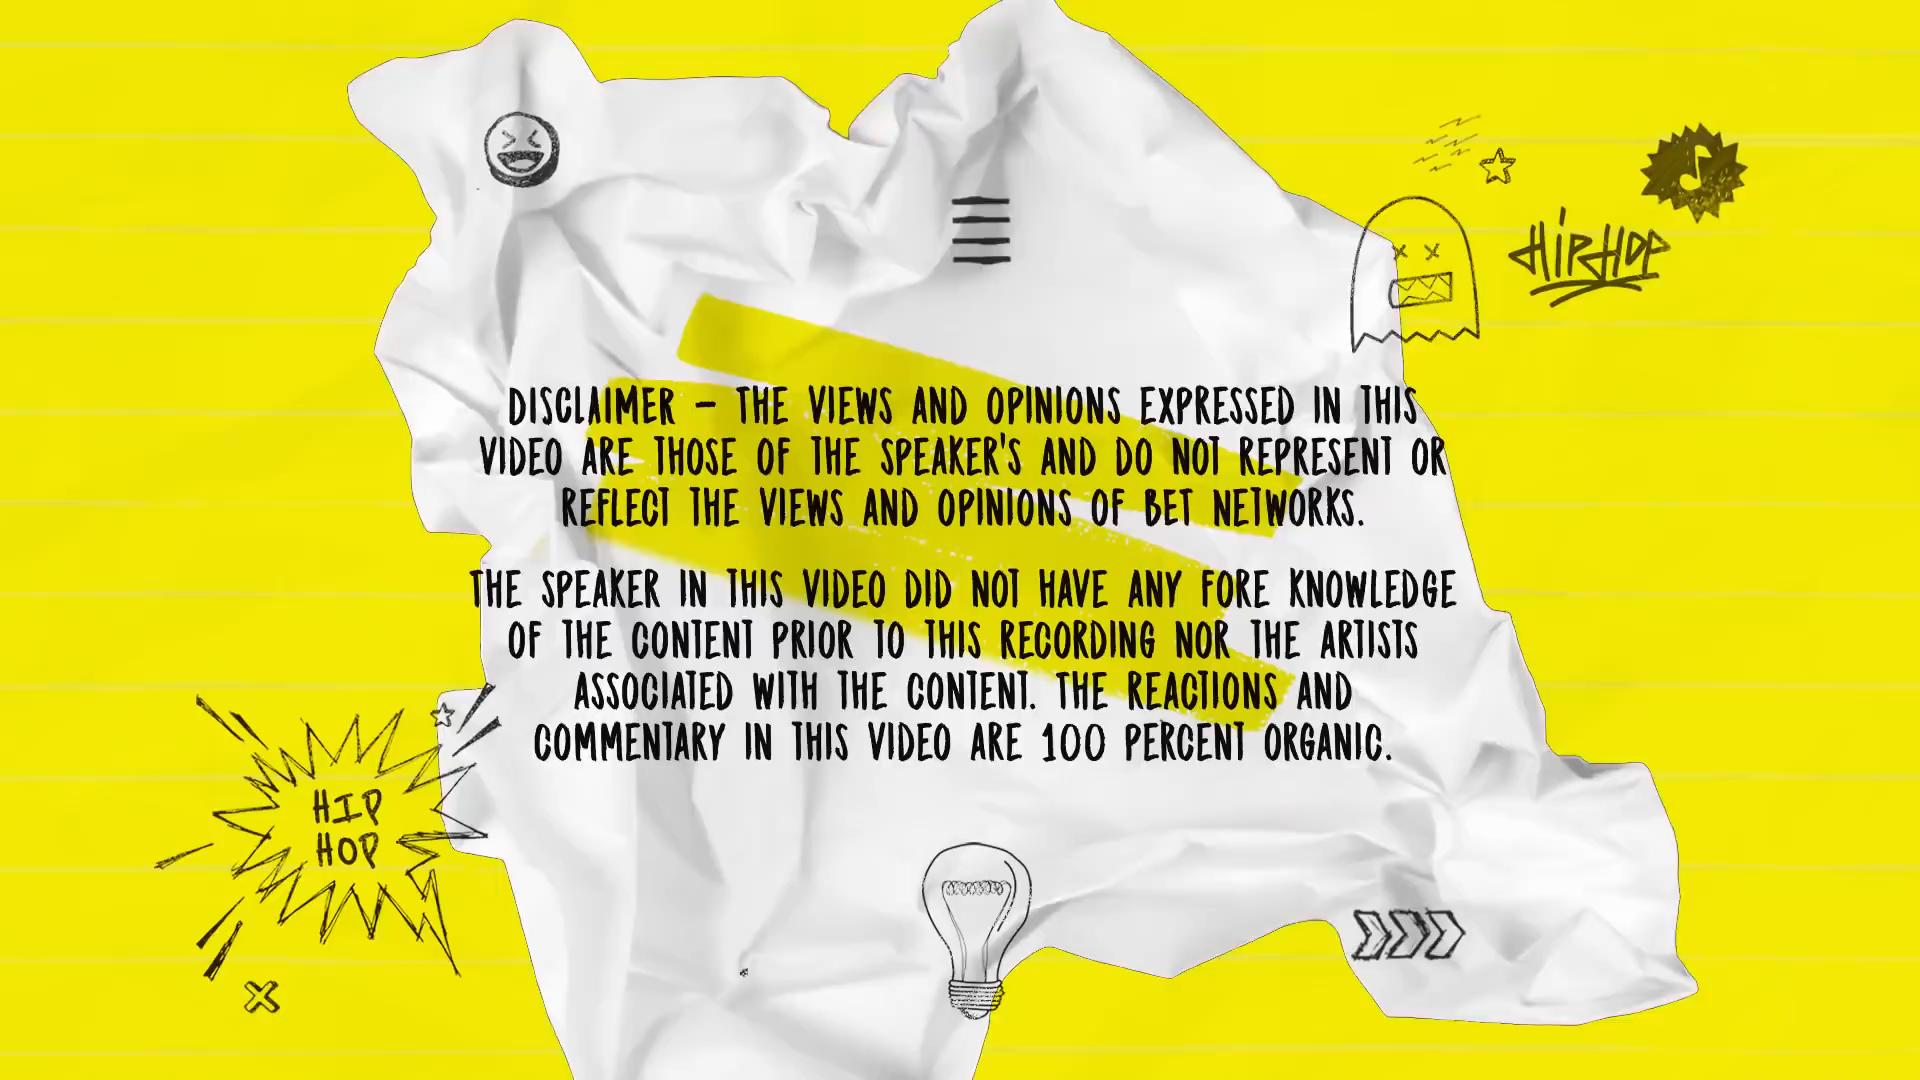 HIPHOP
DISCLAIMER – THE VIEWS AND OPINIONS EXPRESSED IN THIS
VIDEO ARE THOSE OF THE SPEAKER'S AND DO NOT REPRESENT OR
REFLECT THE VIEWS AND OPINIONS OF BET NETWORKS.
THE SPEAKER IN THIS VIDEO DID NOT HAVE ANY FORE KNOWLEDGE
OF THE CONTENT PRIOR TO THIS RECORDING NOR THE ARTISTS
ASSOCIATED WITH THE CONTENT. THE REACTIONS AND
COMMENTARY IN THIS VIDEO ARE 100 PERCENT ORGANIC.
HIP
HOP